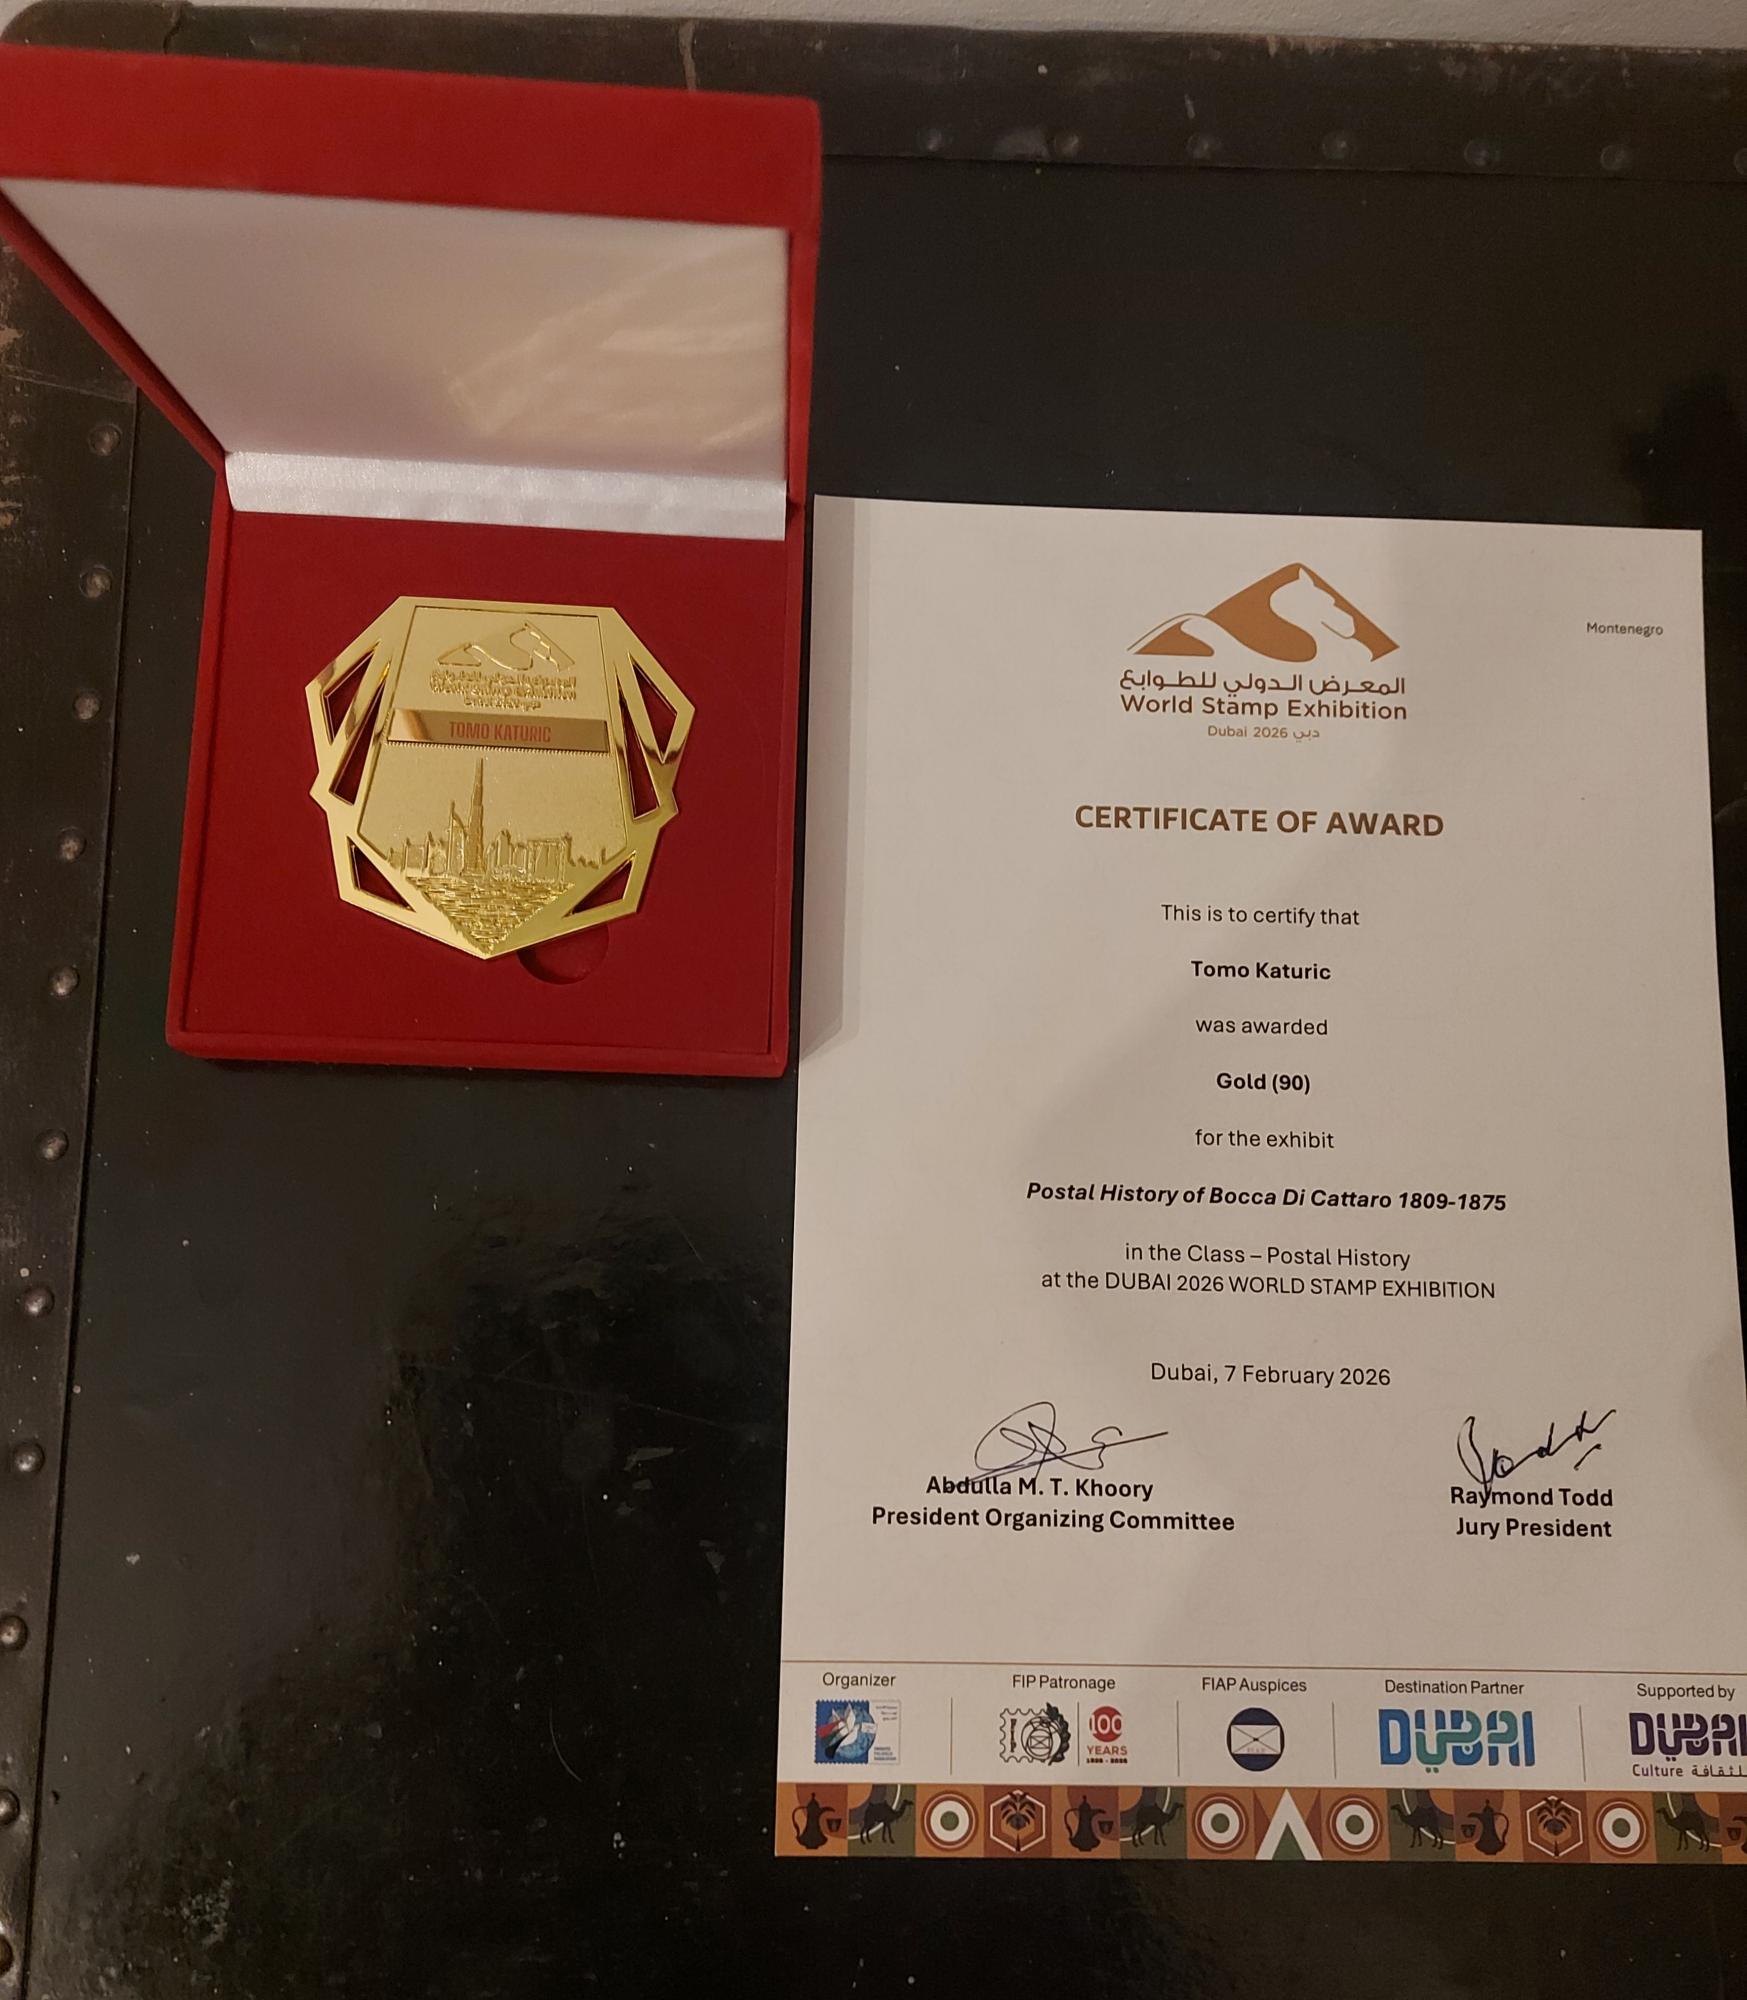 TOMO KATURIC
Montenegro
المعرض الدولي للطوابع
World Stamp Exhibition
Dubai 2026 دبي
CERTIFICATE OF AWARD
This is to certify that
Tomo Katuric
was awarded
Gold (90)
for the exhibit
Postal History of Bocca Di Cattaro 1809-1875
in the Class – Postal History
at the DUBAI 2026 WORLD STAMP EXHIBITION
Dubai, 7 February 2026
Abdulla M. T. Khoory
President Organizing Committee
Raymond Todd
Jury President
Organizer
FIP Patronage
100
YEARS
1926 - 2026
FIAP Auspices
Destination Partner
DUBAI
Supported by
DUBAI
Culture للثقافة